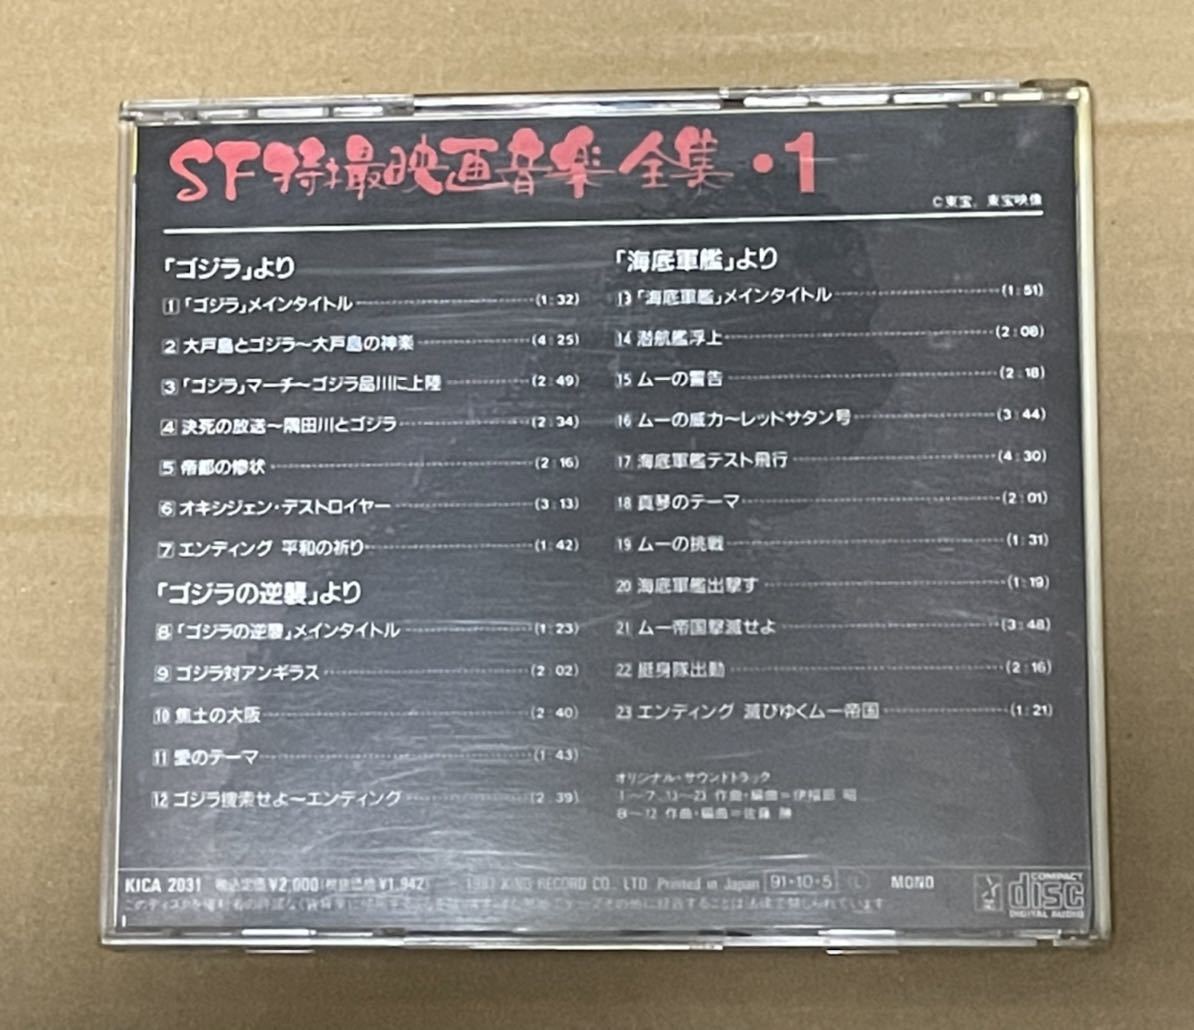 SF特撮映画音楽全集・1
©東宝、東宝映像
「ゴジラ」より
1 「ゴジラ」メインタイトル (1:32)
2 大戸島とゴジラ〜大戸島の神楽 (4:25)
3 「ゴジラ」マーチ〜ゴジラ品川に上陸 (2:49)
4 決死の放送〜隅田川とゴジラ (2:34)
5 帝都の惨状 (2:16)
6 オキシジェン・デストロイヤー (3:13)
7 エンディング 平和の祈り (1:42)
「ゴジラの逆襲」より
8 「ゴジラの逆襲」メインタイトル (1:23)
9 ゴジラ対アンギラス (2:02)
10 焦土の大阪 (2:40)
11 愛のテーマ (1:43)
12 ゴジラ捜索せよ〜エンディング (2:39)
「海底軍艦」より
13 「海底軍艦」メインタイトル (1:51)
14 潜航艦浮上 (2:08)
15 ムーの警告 (2:18)
16 ムーの威力〜レッドサタン号 (3:44)
17 海底軍艦テスト飛行 (4:30)
18 真琴のテーマ (2:01)
19 ムーの挑戦 (1:31)
20 海底軍艦出撃す (1:19)
21 ムー帝国撃滅せよ (3:48)
22 挺身隊出動 (2:16)
23 エンディング 滅びゆくムー帝国 (1:21)
オリジナル・サウンドトラック
1〜7、13〜23 作曲・編曲=伊福部 昭
8〜12 作曲・編曲=佐藤 勝
KICA 2031 税込定価¥2,000(税抜価格¥1,942) KING RECORD CO., LTD. Printed in Japan 91・10・5 (L) MONO
COMPACT disc DIGITAL AUDIO